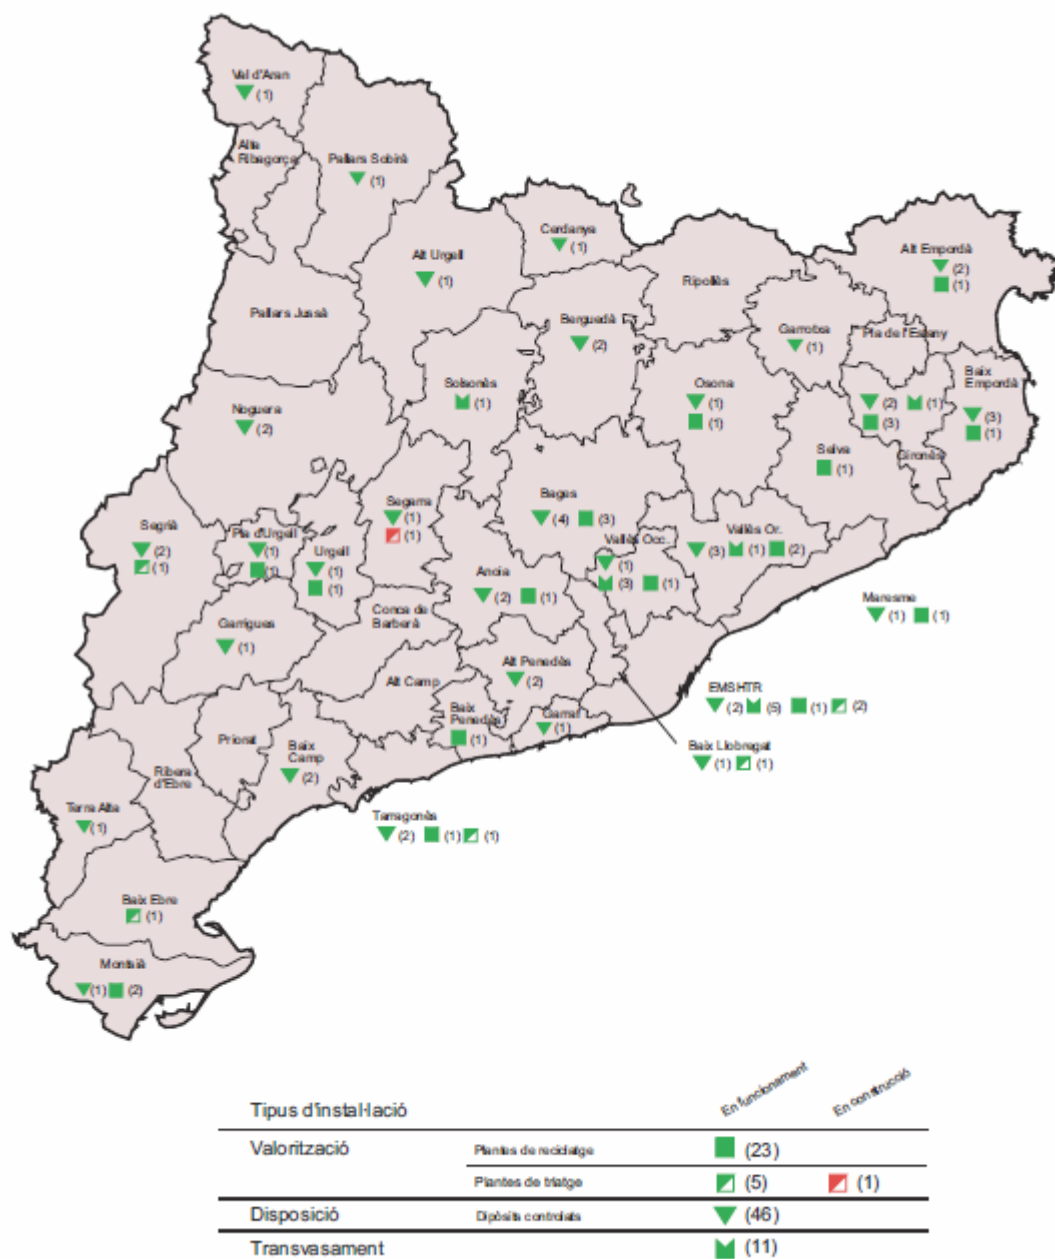 Val d'Aran
(1)
Alta
Ribagorça
Pallars Sobirà
(1)
Cerdanya
(1)
Alt Urgell
(1)
Ripollès
Alt Empordà
(2)
(1)
Pallars Jussà
Berguedà
(2)
Garrotxa
(1)
Pla de l'Estany
Baix
Empordà
(3)
(1)
Solsonès
(1)
Osona
(1)
(1)
(2) (1)
(3)
Gironès
Noguera
(2)
Selva
(1)
Bages
(4) (3)
Segarra
(1)
(1)
Segrià
(2)
(1)
Pla d'Urgell
(1)
(1)
Urgell
(1)
(1)
Vallès Occ.
(1)
(3) (1)
Vallès Or.
(3) (1) (2)
Anoia
(2) (1)
Maresme
(1) (1)
Conca de
Barberà
Garrigues
(1)
Alt Penedès
(2)
Alt Camp
EMSHTR
(2) (5) (1) (2)
Baix
Penedès
(1)
Garraf
(1)
Baix Llobregat
(1) (1)
Priorat
Baix
Camp
(2)
Ribera
d'Ebre
Terra Alta
(1)
Tarragonès
(2) (1) (1)
Baix Ebre
(1)
Montsià
(1) (2)
Tipus d'instal·lació
En funcionament
En construcció
Valorització
Plantes de reciclatge
(23)
Plantes de triatge
(5) (1)
Disposició
Dipòsits controlats
(46)
Transvasament
(11)